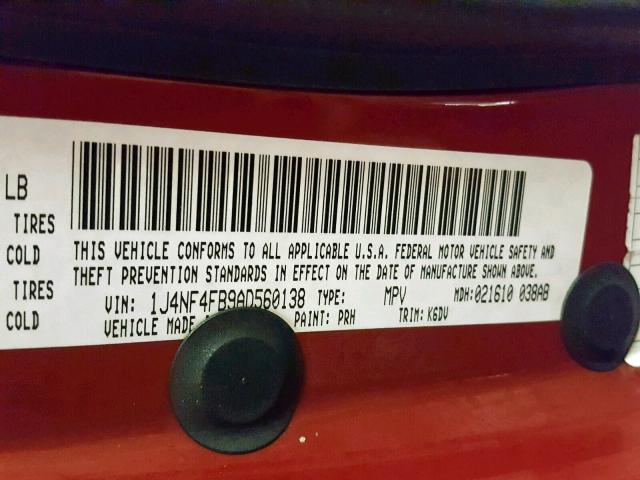 LB
TIRES
COLD
TIRES
COLD
THIS VEHICLE CONFORMS TO ALL APPLICABLE U.S.A. FEDERAL MOTOR VEHICLE SAFETY AND
THEFT PREVENTION STANDARDS IN EFFECT ON THE DATE OF MANUFACTURE SHOWN ABOVE.
VIN: 1J4NF4FB9AD560138 TYPE: MPV MDH:021610 038AB
VEHICLE MADE PAINT: PRH TRIM:K6DV